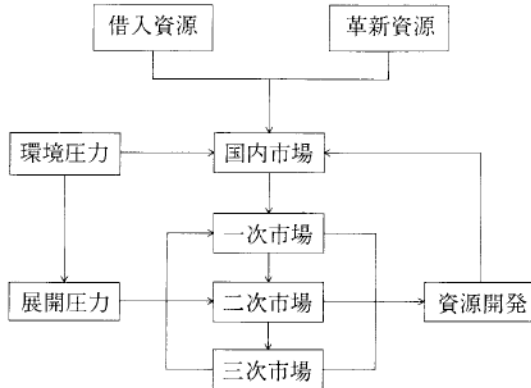 借入資源
革新資源
環境圧力
国内市場
一次市場
展開圧力
二次市場
資源開発
三次市場